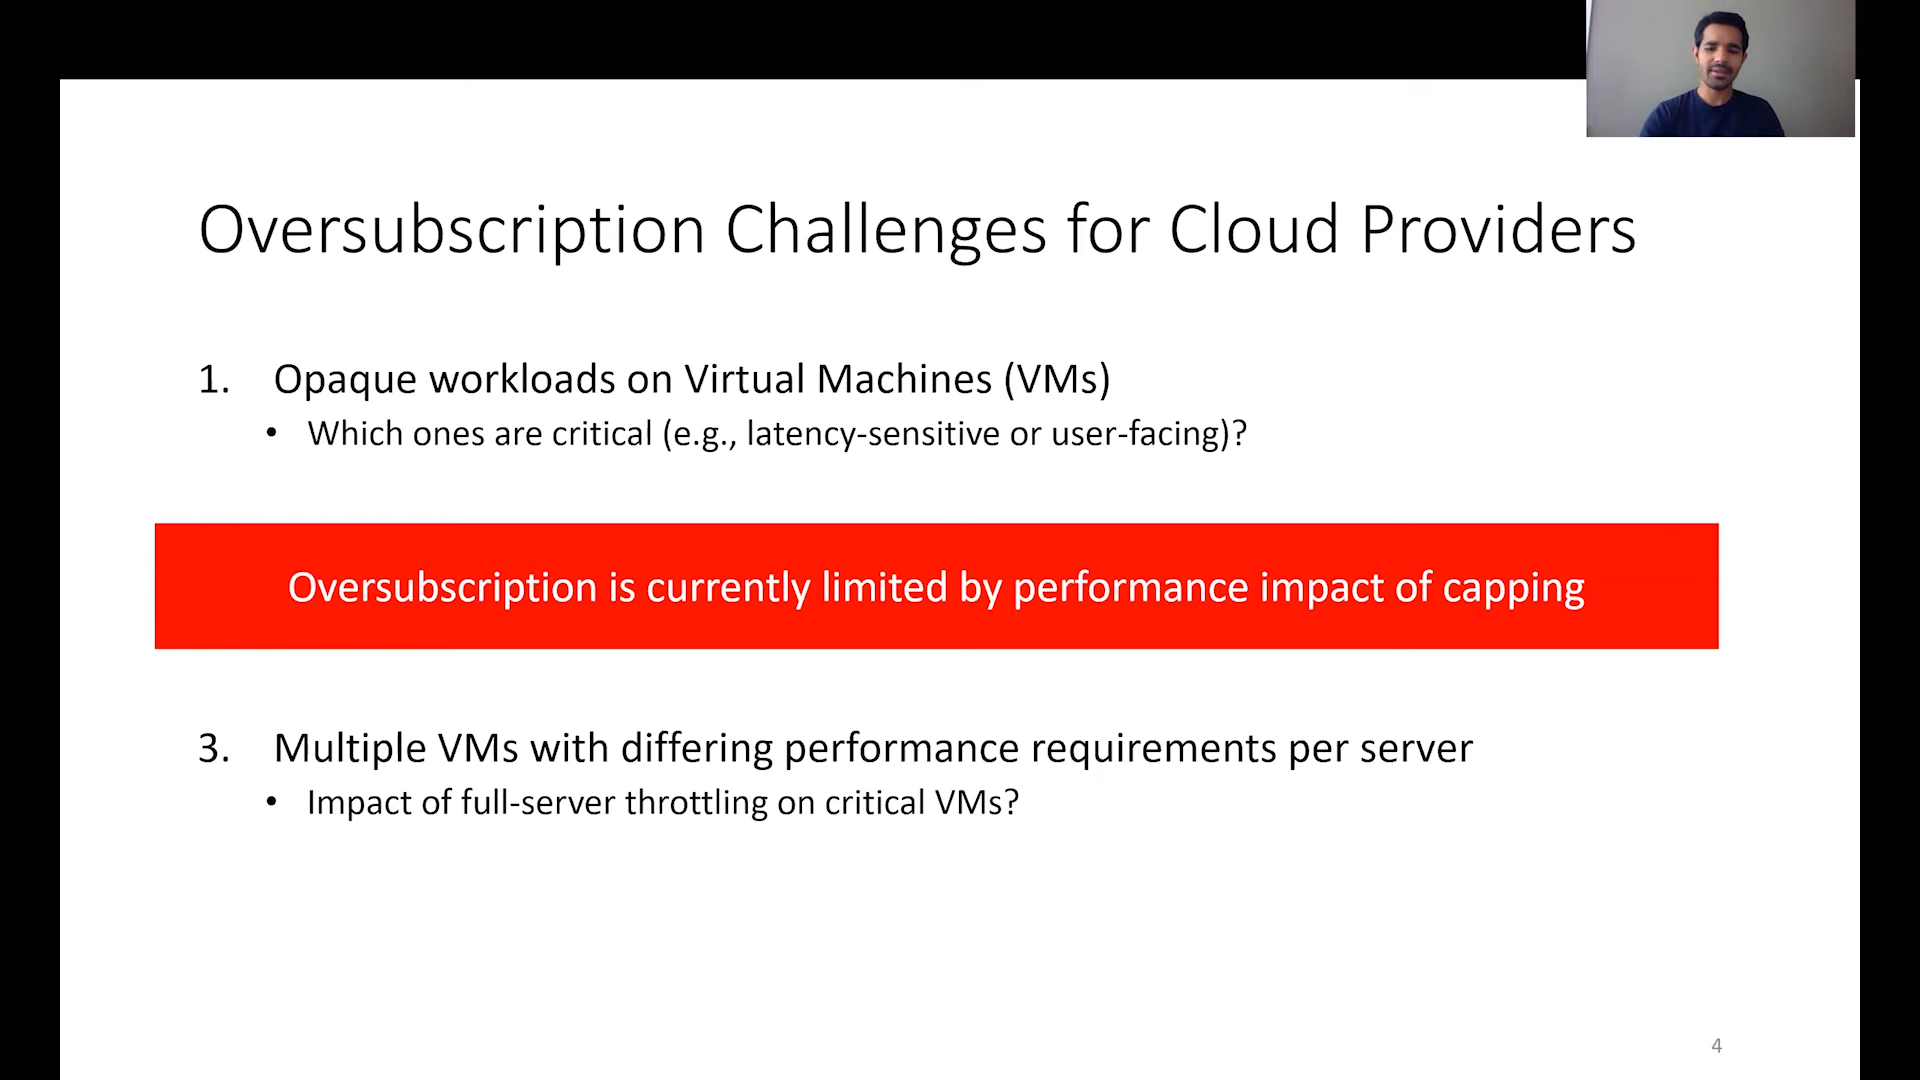 Oversubscription Challenges for Cloud Providers
1. Opaque workloads on Virtual Machines (VMs)
• Which ones are critical (e.g., latency-sensitive or user-facing)?
Oversubscription is currently limited by performance impact of capping
3. Multiple VMs with differing performance requirements per server
• Impact of full-server throttling on critical VMs?
4